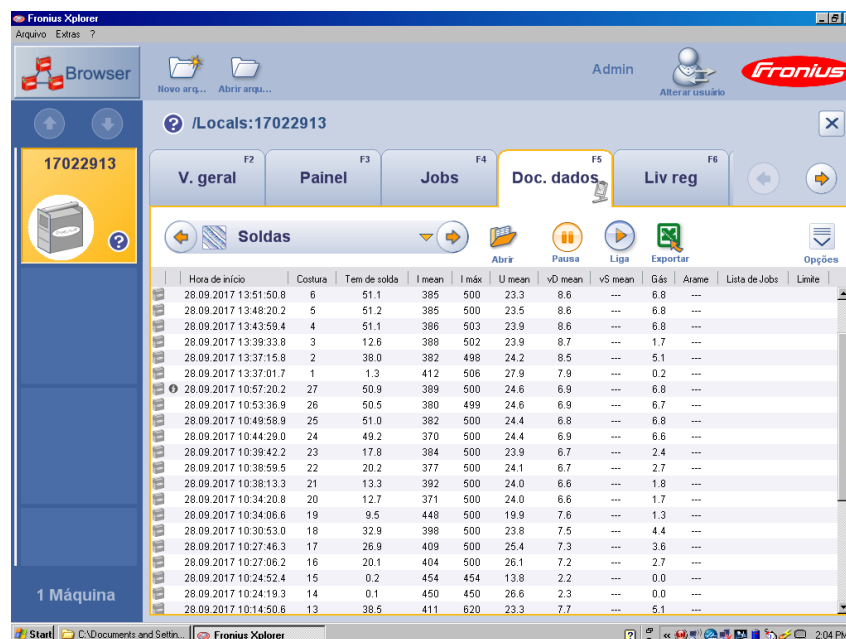 Fronius Xplorer
Arquivo Extras ?
Browser
Novo arq... Abrir arqu...
Admin
Alterar usuário
Fronius
/Locals:17022913
17022913
V. geral F2
Painel F3
Jobs F4
Doc. dados F5
Liv reg F6
Soldas
Abrir Pausa Liga Exportar Opções
Hora de início Costura Tem de solda I mean I máx U mean vD mean vS mean Gás Arame Lista de Jobs Limite
28.09.2017 13:51:50.8 6 51.1 385 500 23.3 8.6 --- 6.8 ---
28.09.2017 13:48:20.2 5 51.2 385 500 23.5 8.6 --- 6.8 ---
28.09.2017 13:43:59.4 4 51.1 386 503 23.9 8.6 --- 6.8 ---
28.09.2017 13:39:33.8 3 12.6 388 502 23.9 8.7 --- 1.7 ---
28.09.2017 13:37:15.8 2 38.0 382 498 24.2 8.5 --- 5.1 ---
28.09.2017 13:37:01.7 1 1.3 412 506 27.9 7.9 --- 0.2 ---
28.09.2017 10:57:20.2 27 50.9 389 500 24.6 6.9 --- 6.8 ---
28.09.2017 10:53:36.9 26 50.5 380 499 24.6 6.9 --- 6.7 ---
28.09.2017 10:49:58.9 25 51.0 382 500 24.4 6.8 --- 6.8 ---
28.09.2017 10:44:29.0 24 49.2 370 500 24.4 6.9 --- 6.6 ---
28.09.2017 10:39:42.2 23 17.8 384 500 23.9 6.7 --- 2.4 ---
28.09.2017 10:38:59.5 22 20.2 377 500 24.1 6.7 --- 2.7 ---
28.09.2017 10:38:13.3 21 13.3 392 500 24.0 6.6 --- 1.8 ---
28.09.2017 10:34:20.8 20 12.7 371 500 24.0 6.6 --- 1.7 ---
28.09.2017 10:34:06.6 19 9.5 448 500 19.9 7.6 --- 1.3 ---
28.09.2017 10:30:53.0 18 32.9 398 500 23.8 7.5 --- 4.4 ---
28.09.2017 10:27:46.3 17 26.9 409 500 25.4 7.3 --- 3.6 ---
28.09.2017 10:27:06.2 16 20.1 404 500 26.1 7.2 --- 2.7 ---
28.09.2017 10:24:52.4 15 0.2 454 454 13.8 2.2 --- 0.0 ---
28.09.2017 10:24:19.3 14 0.1 450 450 26.6 2.3 --- 0.0 ---
28.09.2017 10:14:50.6 13 38.5 411 620 23.3 7.7 --- 5.1 ---
1 Máquina
Start C:\Documents and Settin... Fronius Xplorer 2:04 PM